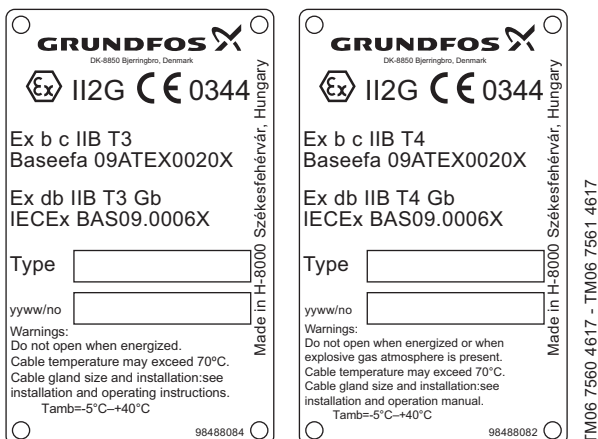 GRUNDFOS
DK-8850 Bjerringbro, Denmark
Ex II2G CE 0344
Ex b c IIB T3
Baseefa 09ATEX0020X
Ex db IIB T3 Gb
IECEx BAS09.0006X
Type
yyww/no
Warnings:
Do not open when energized.
Cable temperature may exceed 70°C.
Cable gland size and installation:see
installation and operating instructions.
Tamb=-5°C–+40°C
98488084
Made in H-8000 Székesfehérvár, Hungary
GRUNDFOS
DK-8850 Bjerringbro, Denmark
Ex II2G CE 0344
Ex b c IIB T4
Baseefa 09ATEX0020X
Ex db IIB T4 Gb
IECEx BAS09.0006X
Type
yyww/no
Warnings:
Do not open when energized or when
explosive gas atmosphere is present.
Cable temperature may exceed 70°C.
Cable gland size and installation:see
installation and operation manual.
Tamb=-5°C–+40°C
98488082
Made in H-8000 Székesfehérvár, Hungary
TM06 7560 4617 - TM06 7561 4617